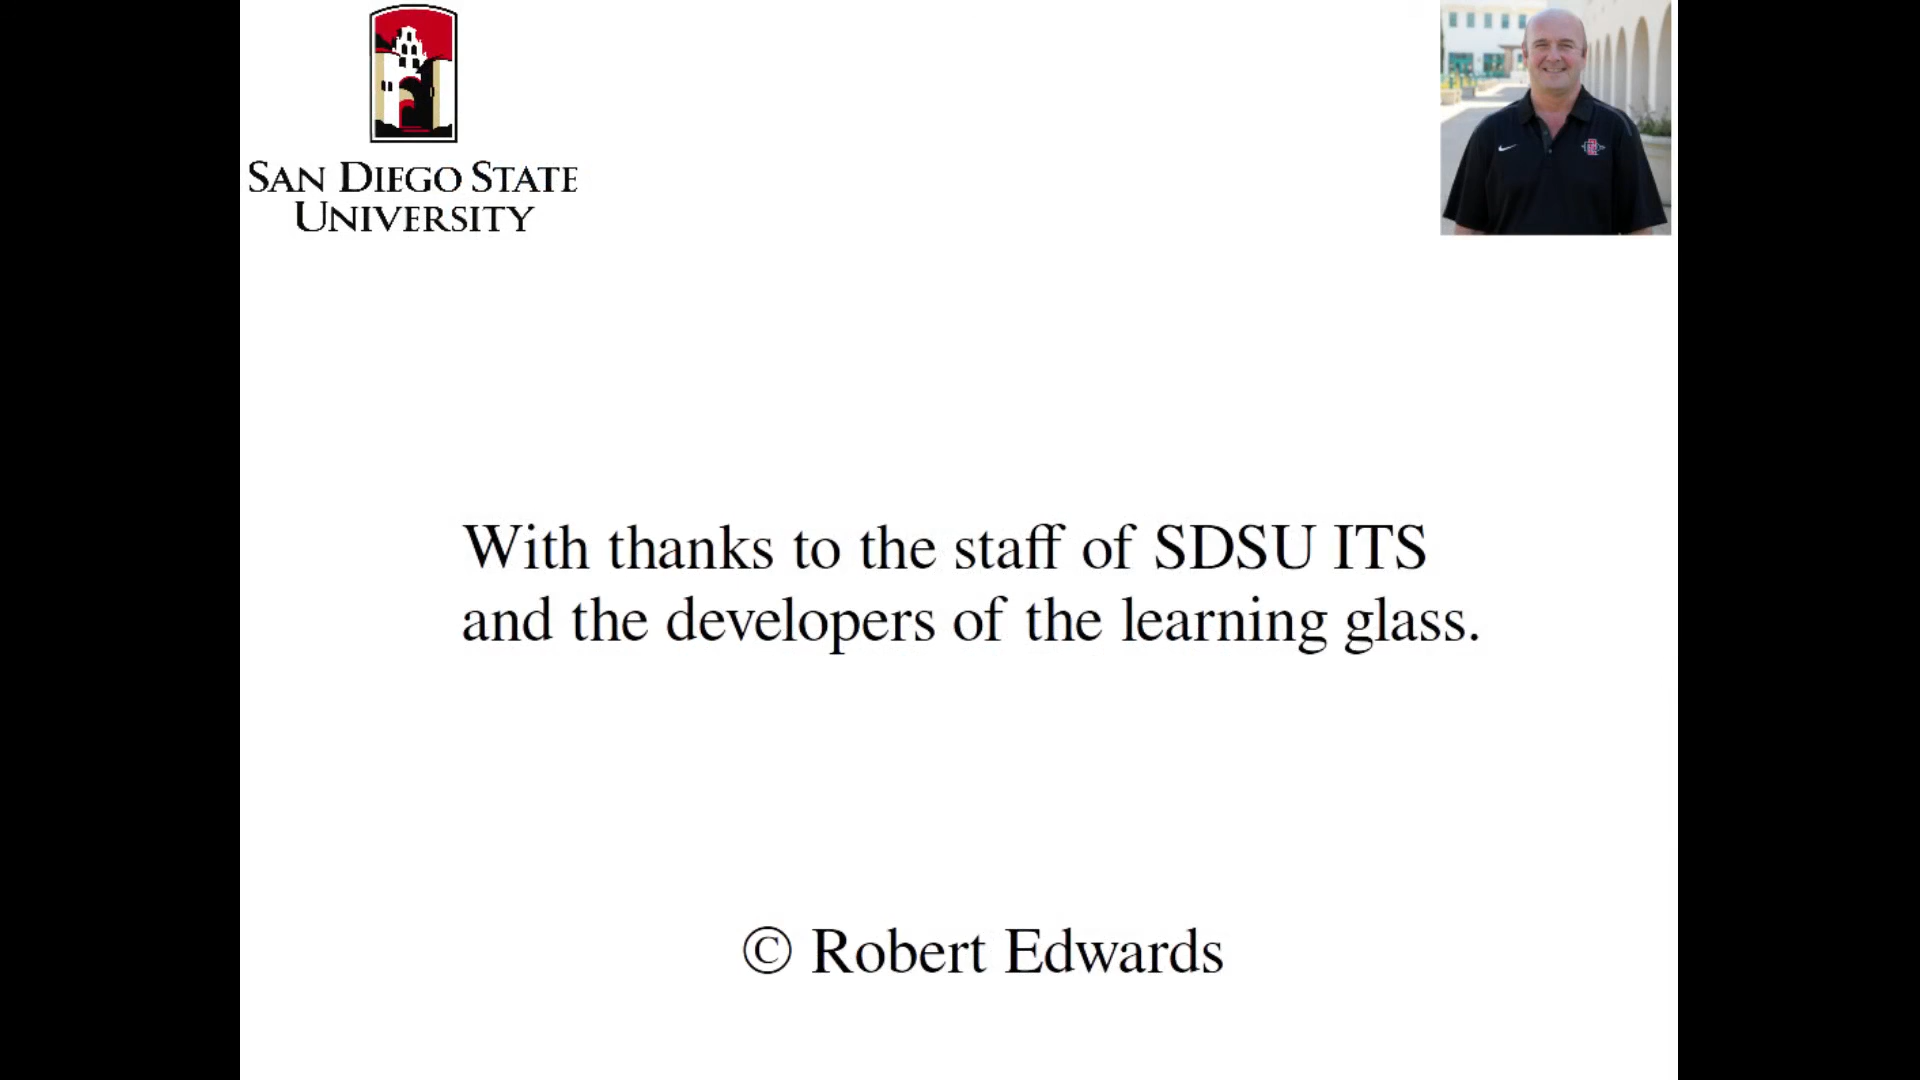 SAN DIEGO STATE
UNIVERSITY
With thanks to the staff of SDSU ITS
and the developers of the learning glass.
© Robert Edwards